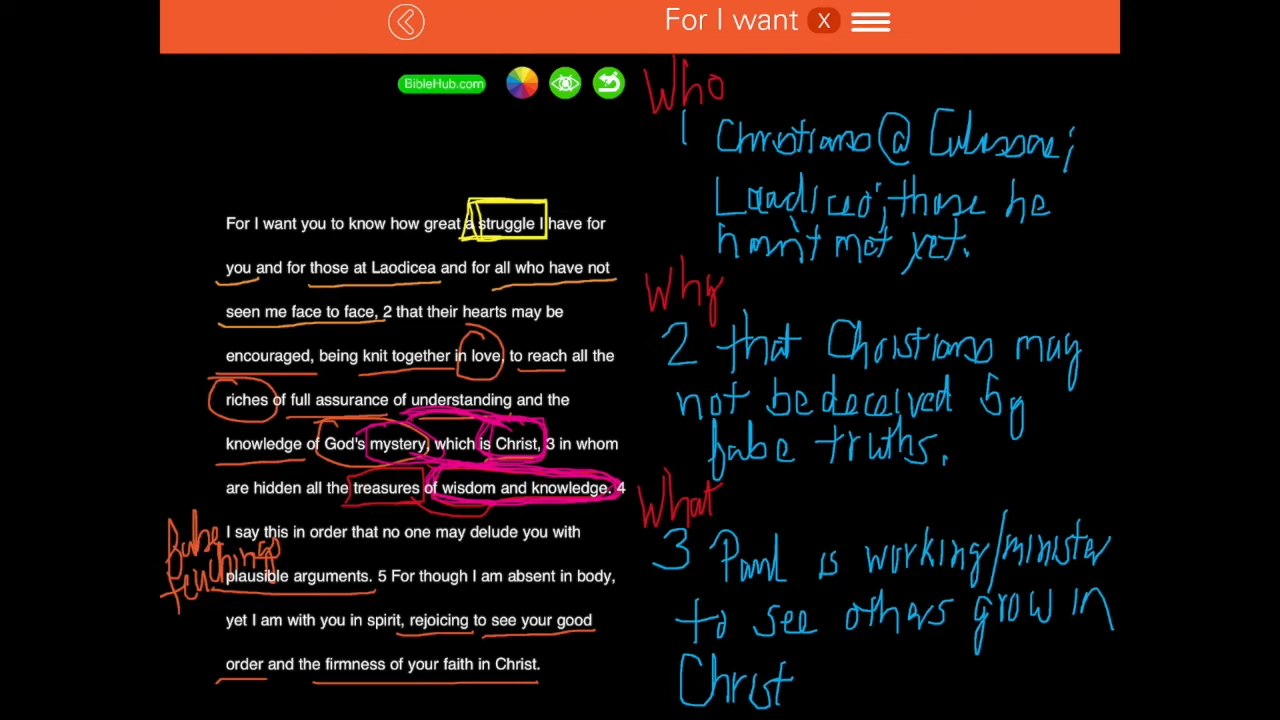 For I want X
BibleHub.com
For I want you to know how great a struggle I have for
you and for those at Laodicea and for all who have not
seen me face to face, 2 that their hearts may be
encouraged, being knit together in love, to reach all the
riches of full assurance of understanding and the
knowledge of God's mystery, which is Christ, 3 in whom
are hidden all the treasures of wisdom and knowledge. 4
I say this in order that no one may delude you with
plausible arguments. 5 For though I am absent in body,
yet I am with you in spirit, rejoicing to see your good
order and the firmness of your faith in Christ.
teachings
Who
1 Christians @
Laodicea; those he
hasn't met yet.
Why
2 that Christians may
not be deceived by
truths.
What
3 Paul is working/minister
to see others grow in
Christ